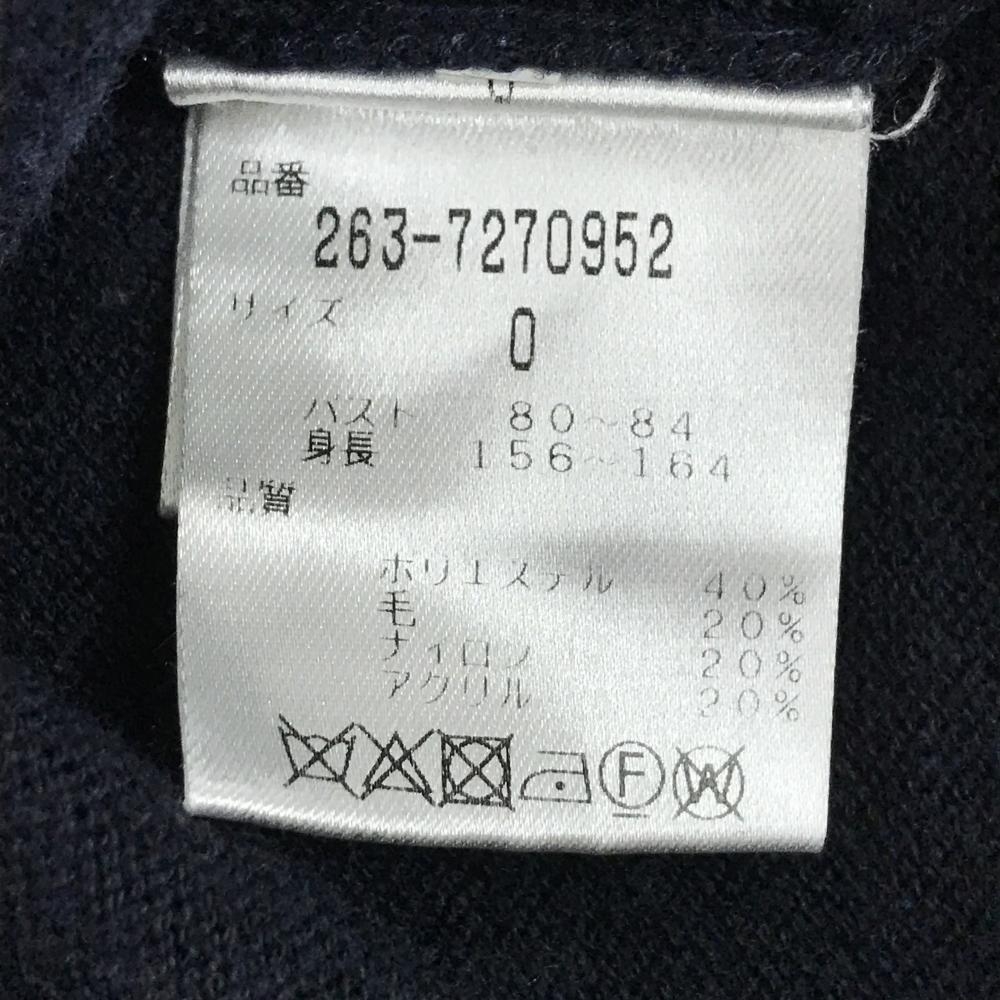 品番
263-7270952
サイズ
0
バスト 80~84
身長 156~164
品質
ポリエステル 40%
毛 20%
ナイロン 20%
アクリル 20%
F W